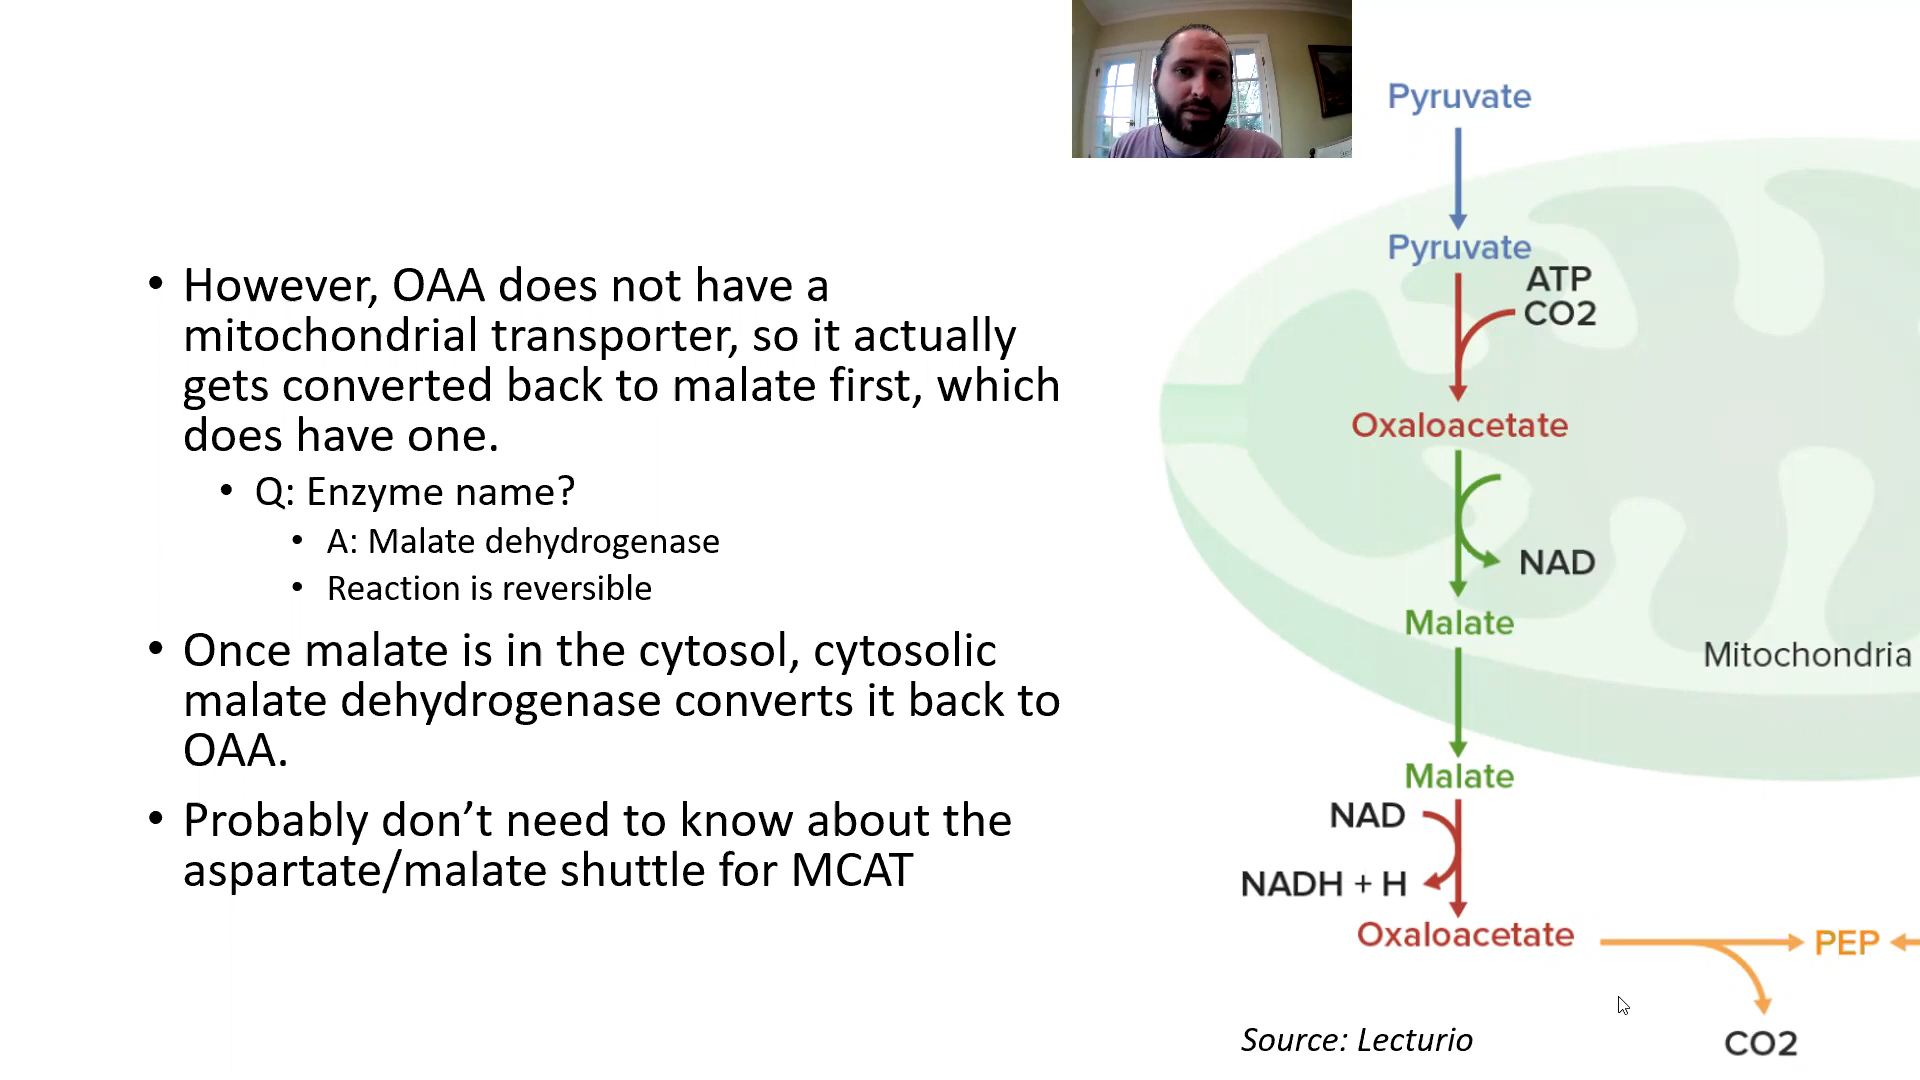 • However, OAA does not have a
mitochondrial transporter, so it actually
gets converted back to malate first, which
does have one.
• Q: Enzyme name?
• A: Malate dehydrogenase
• Reaction is reversible
• Once malate is in the cytosol, cytosolic
malate dehydrogenase converts it back to
OAA.
• Probably don’t need to know about the
aspartate/malate shuttle for MCAT
Pyruvate
Pyruvate
ATP
CO2
Oxaloacetate
NAD
Malate
Mitochondria
Malate
NAD
NADH + H
Oxaloacetate
PEP
CO2
Source: Lecturio